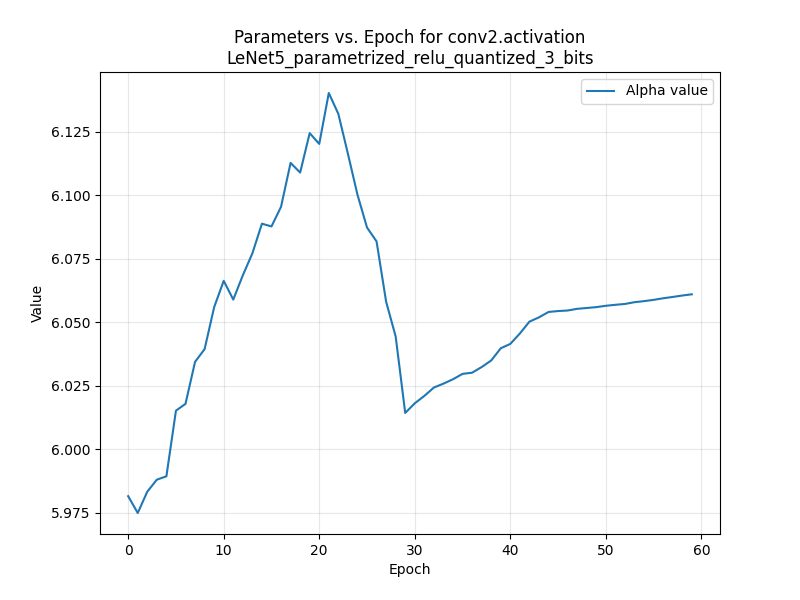 Parameters vs. Epoch for conv2.activation
LeNet5_parametrized_relu_quantized_3_bits
Alpha value
6.125
6.100
6.075
6.050
6.025
6.000
5.975
Value
0 10 20 30 40 50 60
Epoch